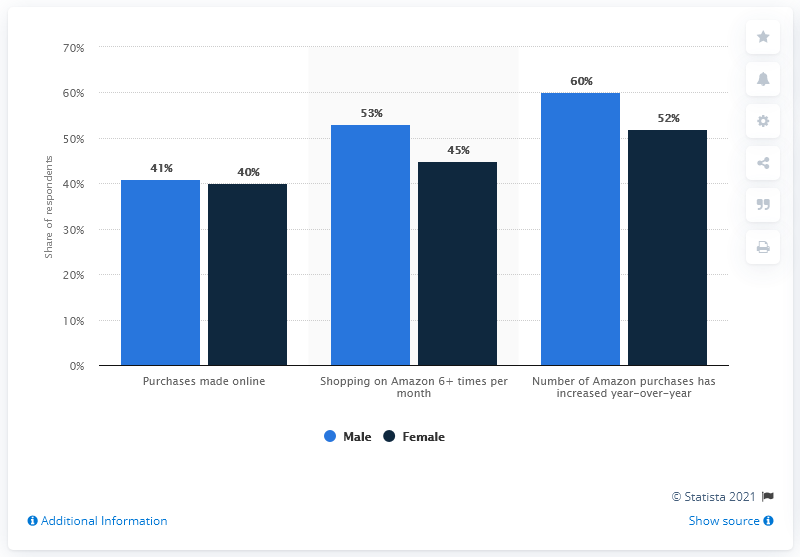 70%
60%
50%
40%
30%
20%
10%
0%
Share of respondents
41%
40%
53%
45%
60%
52%
Purchases made online
Shopping on Amazon 6+ times per
month
Number of Amazon purchases has
increased year-over-year
Male Female
© Statista 2021
Additional Information
Show source